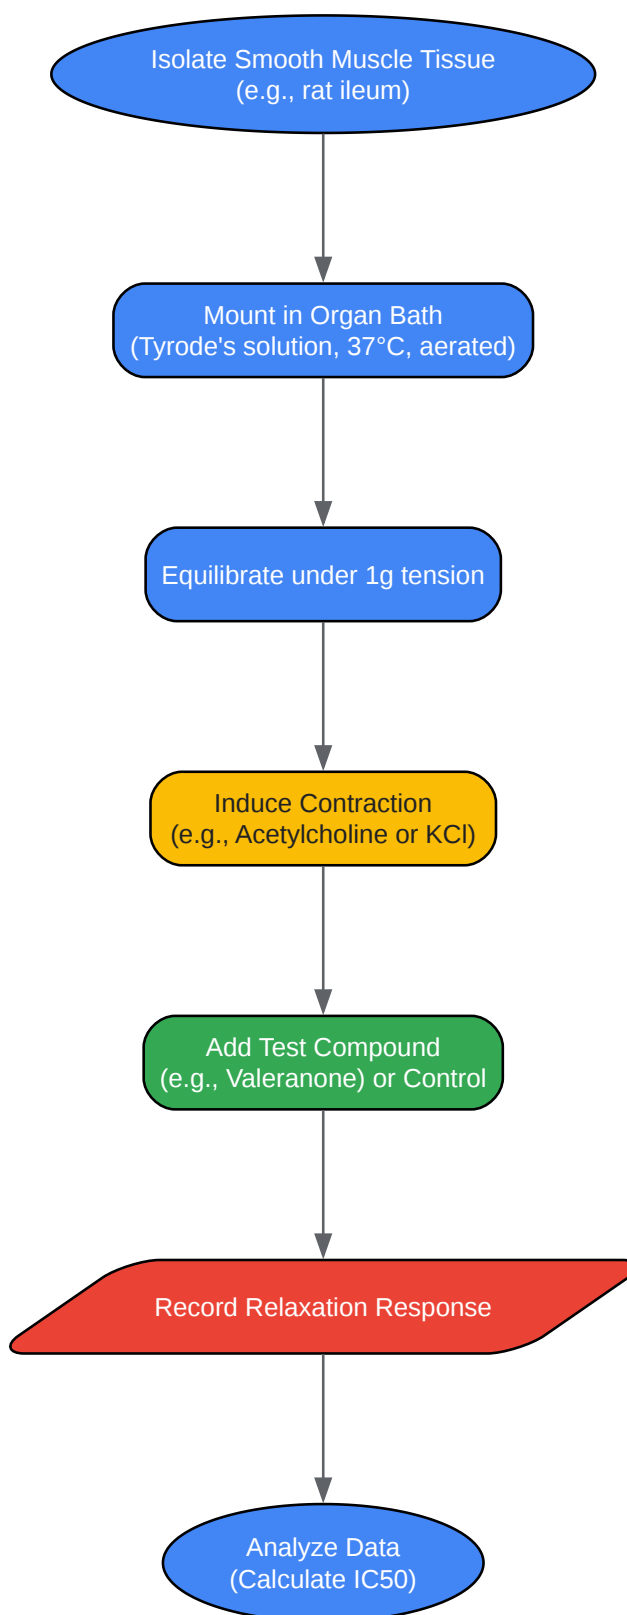 Isolate Smooth Muscle Tissue
(e.g., rat ileum)
Mount in Organ Bath
(Tyrode's solution, 37°C, aerated)
Equilibrate under 1g tension
Induce Contraction
(e.g., Acetylcholine or KCl)
Add Test Compound
(e.g., Valeranone) or Control
Record Relaxation Response
Analyze Data
(Calculate IC50)